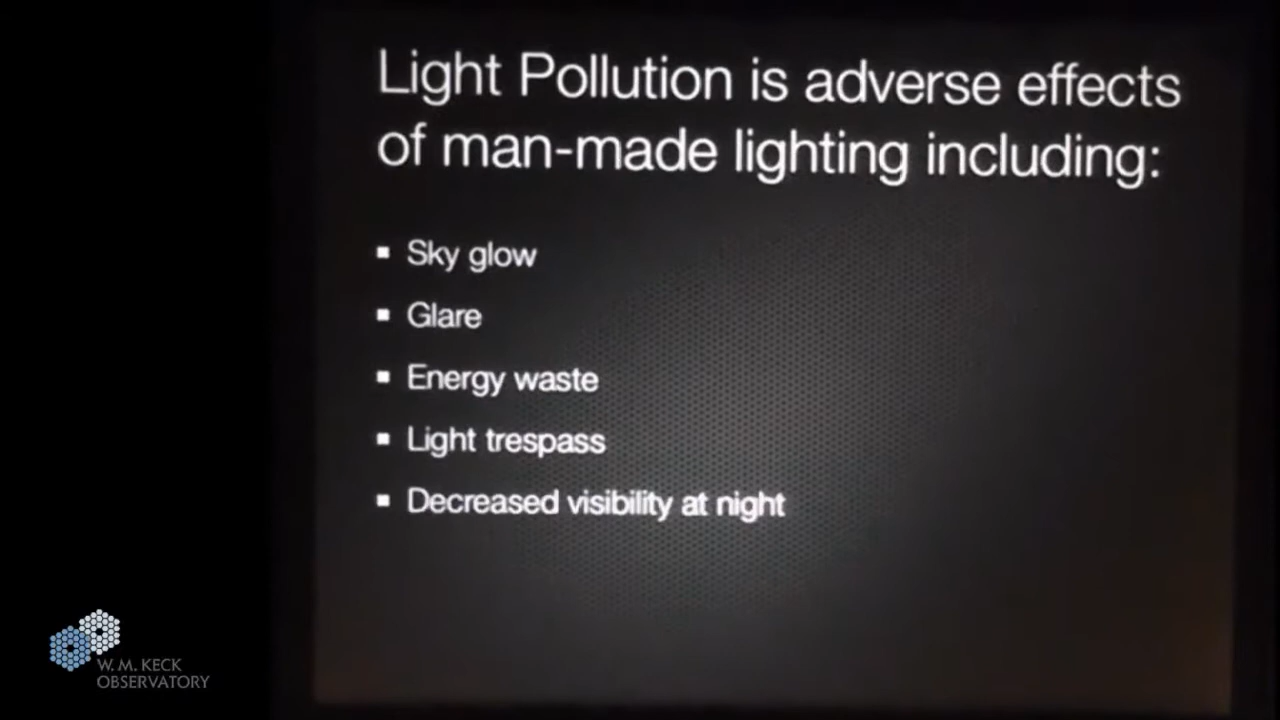 Light Pollution is adverse effects
of man-made lighting including:
▪ Sky glow
▪ Glare
▪ Energy waste
▪ Light trespass
▪ Decreased visibility at night
W. M. KECK
OBSERVATORY